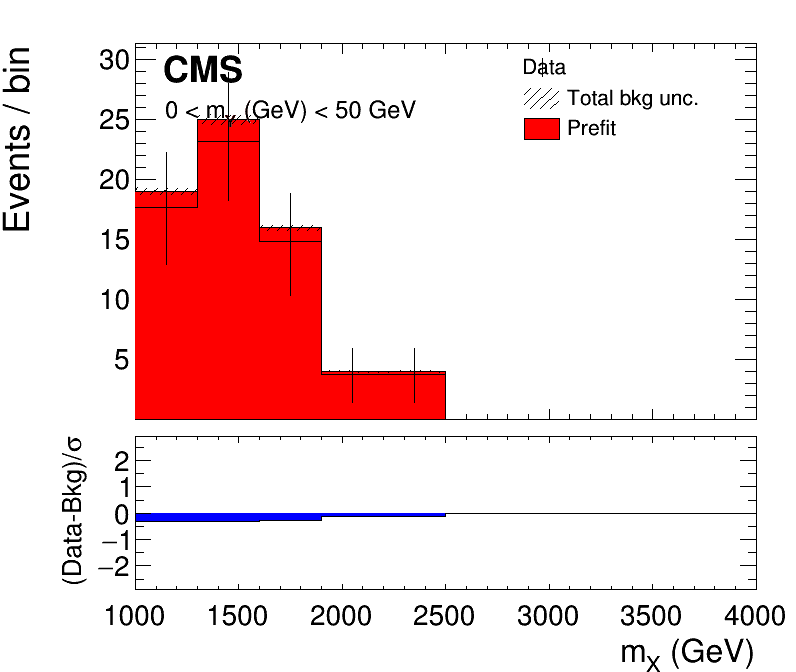 Events / bin
30
25
20
15
10
5
CMS
0 < m_Y (GeV) < 50 GeV
Data
Total bkg unc.
Prefit
(Data-Bkg)/σ
2
1
0
−1
−2
1000 1500 2000 2500 3000 3500 4000
m_X (GeV)